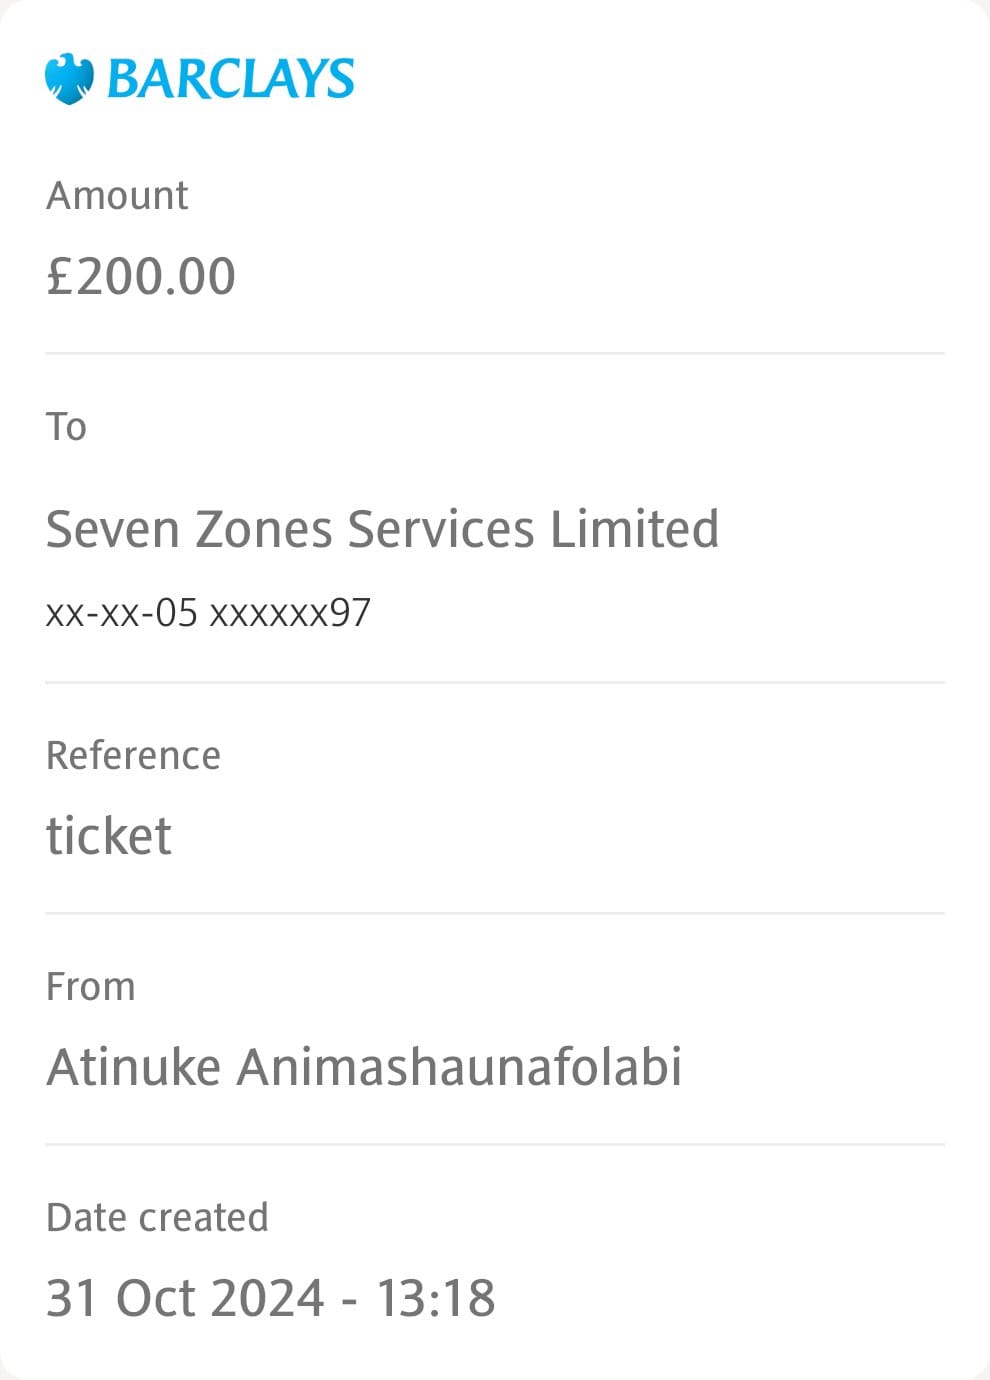 BARCLAYS
Amount
£200.00
To
Seven Zones Services Limited
xx-xx-05 xxxxxx97
Reference
ticket
From
Atinuke Animashaunafolabi
Date created
31 Oct 2024 - 13:18